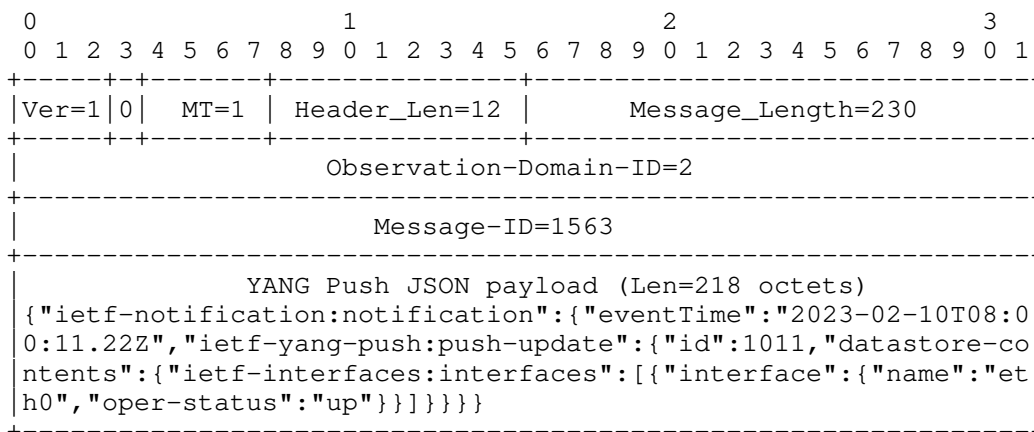 0                   1                   2                   3
 0 1 2 3 4 5 6 7 8 9 0 1 2 3 4 5 6 7 8 9 0 1 2 3 4 5 6 7 8 9 0 1
+-----+-+-------+---------------+-------------------------------
|Ver=1|0|  MT=1 | Header_Len=12 |      Message_Length=230
+-----+-+-------+---------------+-------------------------------
|                   Observation-Domain-ID=2
+---------------------------------------------------------------
|                      Message-ID=1563
+---------------------------------------------------------------
|              YANG Push JSON payload (Len=218 octets)
|{"ietf-notification:notification":{"eventTime":"2023-02-10T08:0
|0:11.22Z","ietf-yang-push:push-update":{"id":1011,"datastore-co
|ntents":{"ietf-interfaces:interfaces":[{"interface":{"name":"et
|h0","oper-status":"up"}}]}}}}
+---------------------------------------------------------------